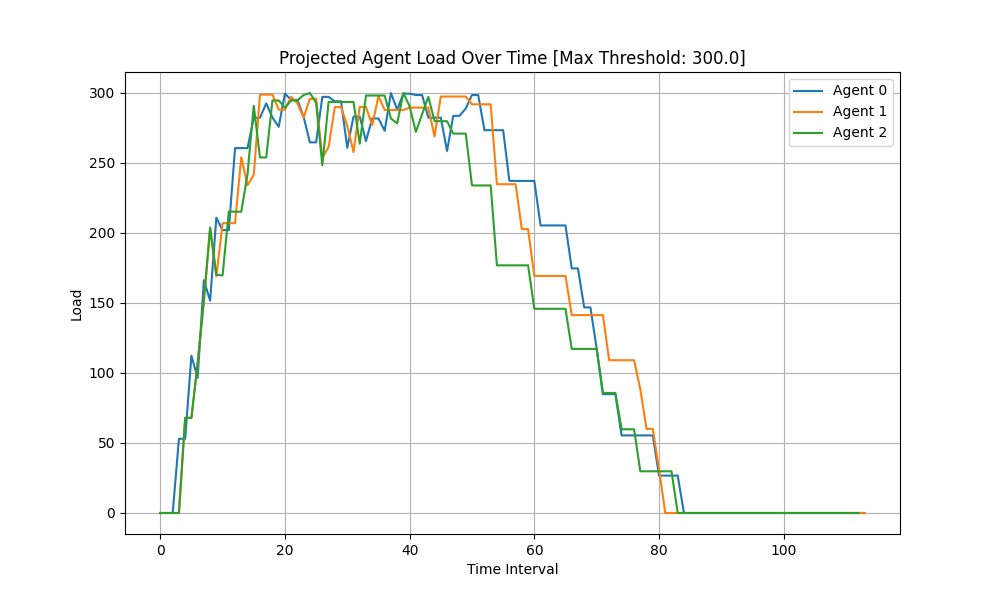 Projected Agent Load Over Time [Max Threshold: 300.0]
Agent 0
Agent 1
Agent 2
Load
300
250
200
150
100
50
0
0 20 40 60 80 100
Time Interval